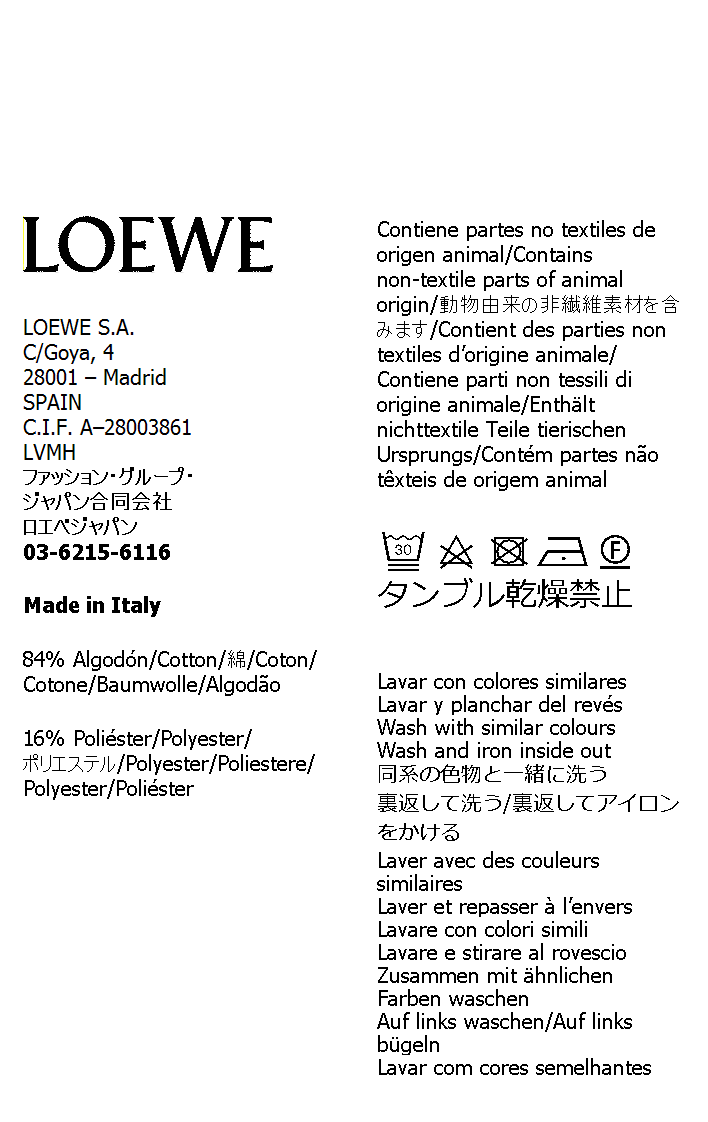 LOEWE
LOEWE S.A.
C/Goya, 4
28001 – Madrid
SPAIN
C.I.F. A–28003861
LVMH
ファッション・グループ・
ジャパン合同会社
ロエベジャパン
03-6215-6116
Made in Italy
84% Algodón/Cotton/綿/Coton/
Cotone/Baumwolle/Algodão
16% Poliéster/Polyester/
ポリエステル/Polyester/Poliestere/
Polyester/Poliéster
Contiene partes no textiles de
origen animal/Contains
non-textile parts of animal
origin/動物由来の非繊維素材を含
みます/Contient des parties non
textiles d’origine animale/
Contiene parti non tessili di
origine animale/Enthält
nichttextile Teile tierischen
Ursprungs/Contém partes não
têxteis de origem animal
30 F
タンブル乾燥禁止
Lavar con colores similares
Lavar y planchar del revés
Wash with similar colours
Wash and iron inside out
同系の色物と一緒に洗う
裏返して洗う/裏返してアイロン
をかける
Laver avec des couleurs
similaires
Laver et repasser à l’envers
Lavare con colori simili
Lavare e stirare al rovescio
Zusammen mit ähnlichen
Farben waschen
Auf links waschen/Auf links
bügeln
Lavar com cores semelhantes